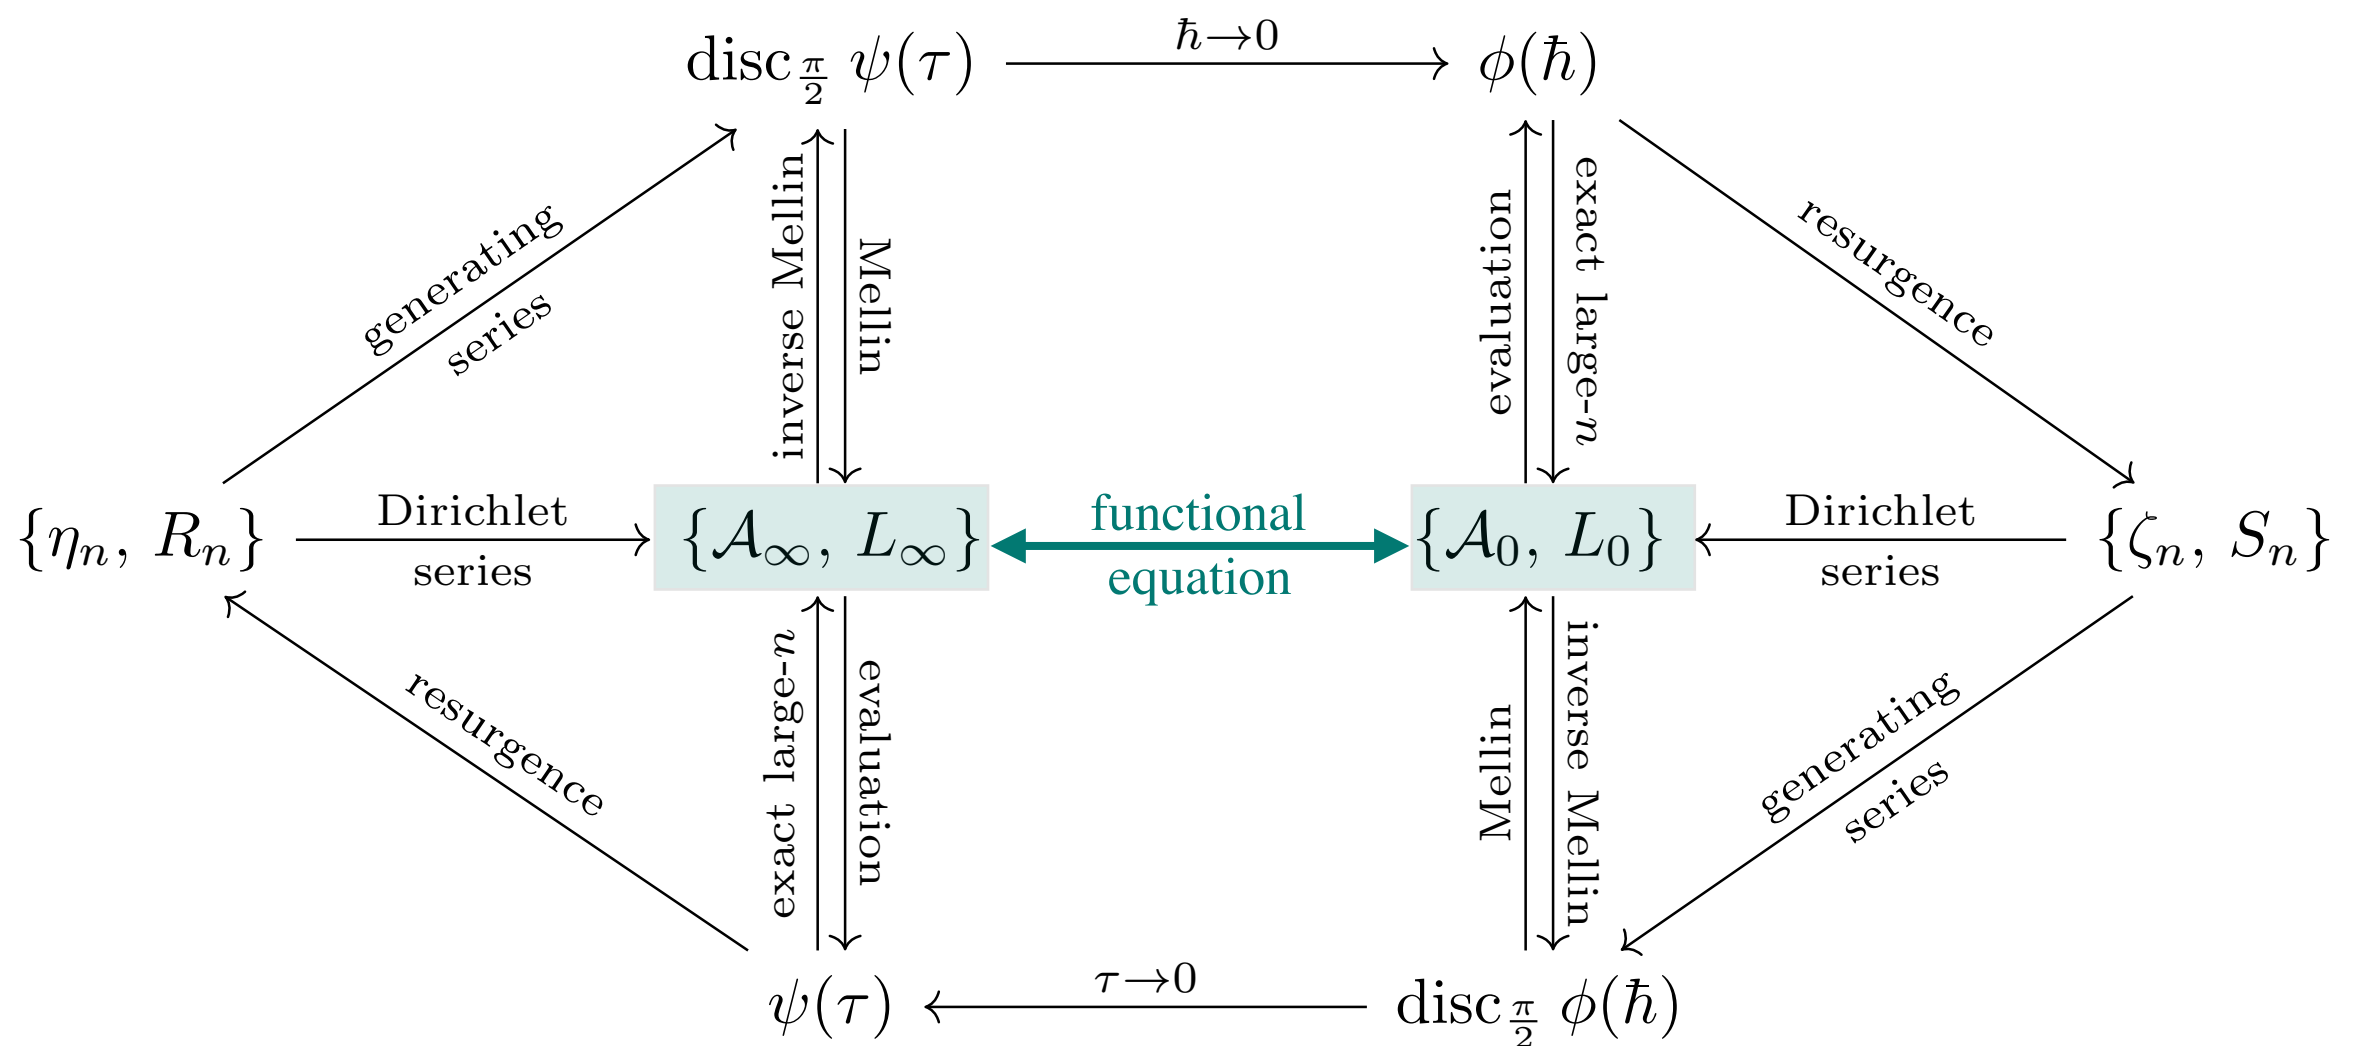 disc_{π/2} ψ(τ)
ħ→0
ϕ(ħ)
generating
series
inverse Mellin
Mellin
evaluation
exact large-n
resurgence
{η_n, R_n}
Dirichlet
series
{𝒜_∞, L_∞}
functional
equation
{𝒜_0, L_0}
Dirichlet
series
{ζ_n, S_n}
resurgence
exact large-n
evaluation
Mellin
inverse Mellin
generating
series
ψ(τ)
τ→0
disc_{π/2} ϕ(ħ)